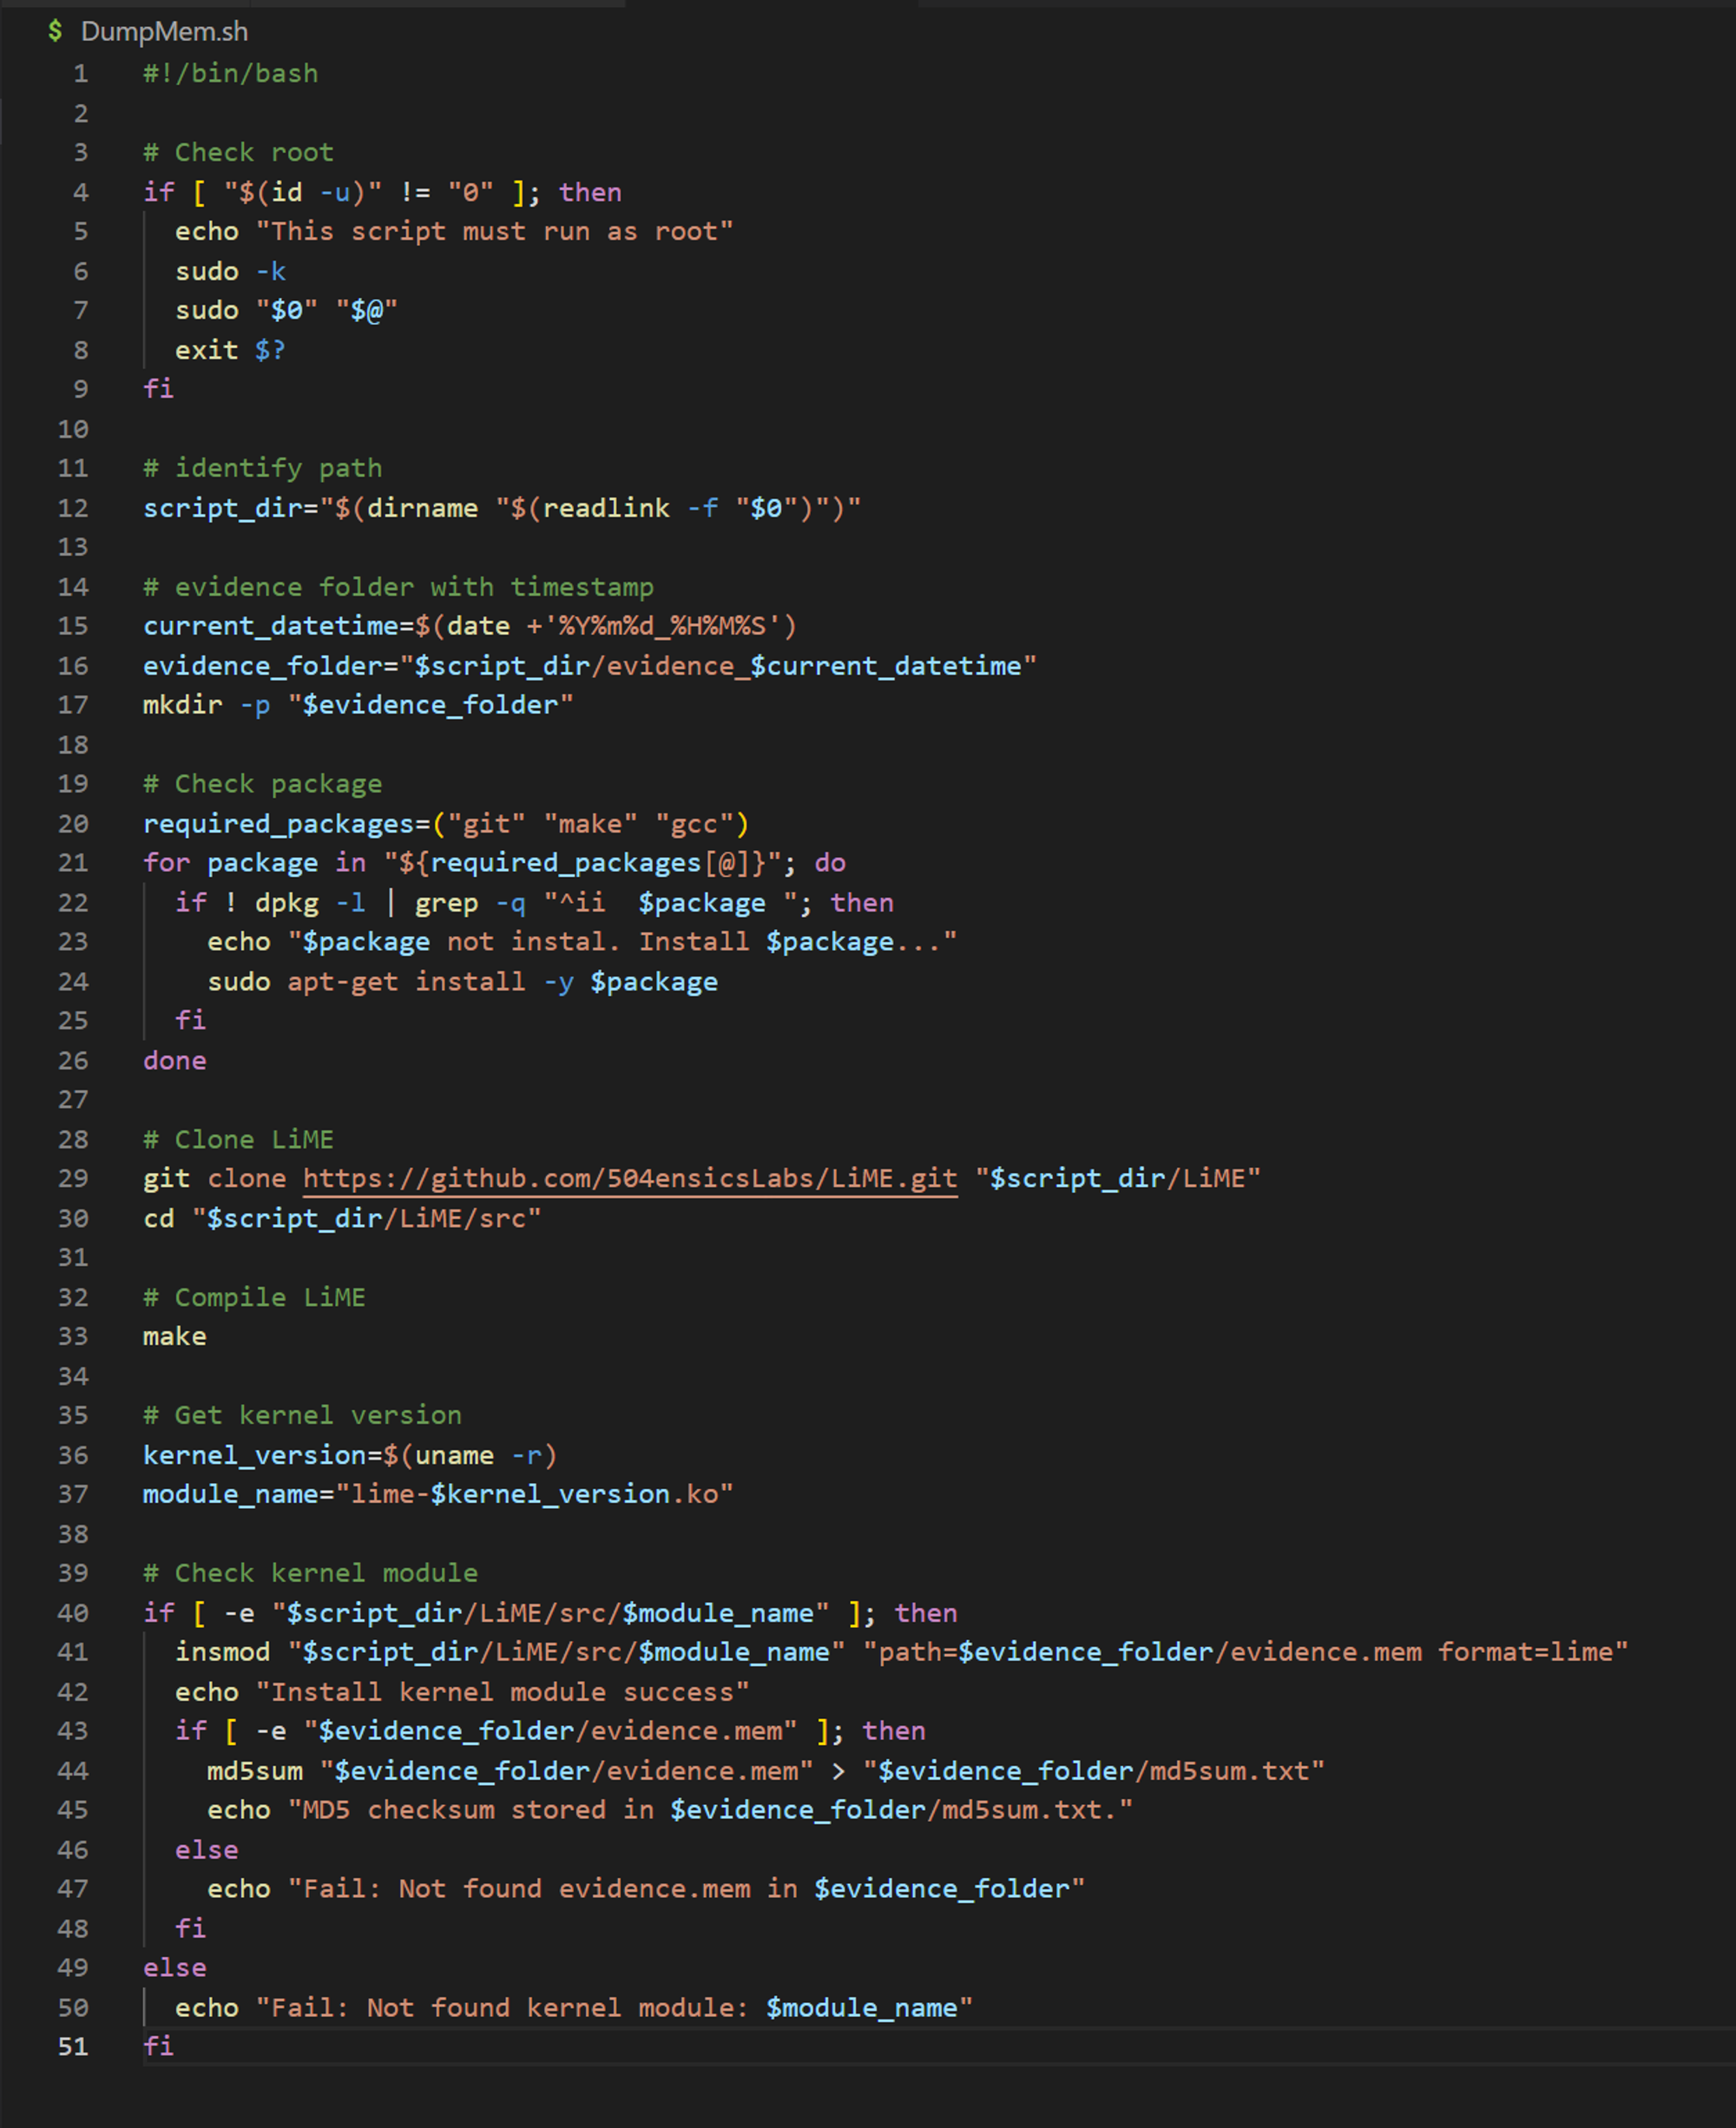 $ DumpMem.sh
1 #!/bin/bash
2
3 # Check root
4 if [ "$(id -u)" != "0" ]; then
5   echo "This script must run as root"
6   sudo -k
7   sudo "$0" "$@"
8   exit $?
9 fi
10
11 # identify path
12 script_dir="$(dirname "$(readlink -f "$0")")"
13
14 # evidence folder with timestamp
15 current_datetime=$(date +'%Y%m%d_%H%M%S')
16 evidence_folder="$script_dir/evidence_$current_datetime"
17 mkdir -p "$evidence_folder"
18
19 # Check package
20 required_packages=("git" "make" "gcc")
21 for package in "${required_packages[@]}"; do
22   if ! dpkg -l | grep -q "^ii  $package "; then
23     echo "$package not instal. Install $package..."
24     sudo apt-get install -y $package
25   fi
26 done
27
28 # Clone LiME
29 git clone https://github.com/504ensicsLabs/LiME.git "$script_dir/LiME"
30 cd "$script_dir/LiME/src"
31
32 # Compile LiME
33 make
34
35 # Get kernel version
36 kernel_version=$(uname -r)
37 module_name="lime-$kernel_version.ko"
38
39 # Check kernel module
40 if [ -e "$script_dir/LiME/src/$module_name" ]; then
41   insmod "$script_dir/LiME/src/$module_name" "path=$evidence_folder/evidence.mem format=lime"
42   echo "Install kernel module success"
43   if [ -e "$evidence_folder/evidence.mem" ]; then
44     md5sum "$evidence_folder/evidence.mem" > "$evidence_folder/md5sum.txt"
45     echo "MD5 checksum stored in $evidence_folder/md5sum.txt."
46   else
47     echo "Fail: Not found evidence.mem in $evidence_folder"
48   fi
49 else
50   echo "Fail: Not found kernel module: $module_name"
51 fi